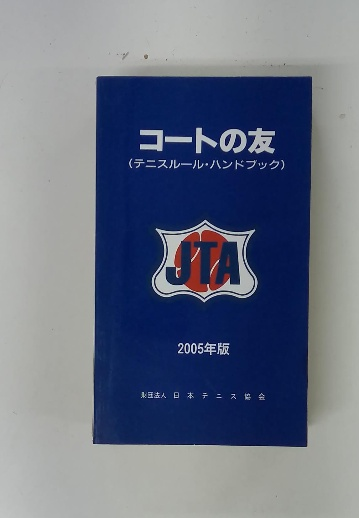 コートの友
(テニスルール・ハンドブック)
JTA
2005年版
財団法人 日本テニス協会